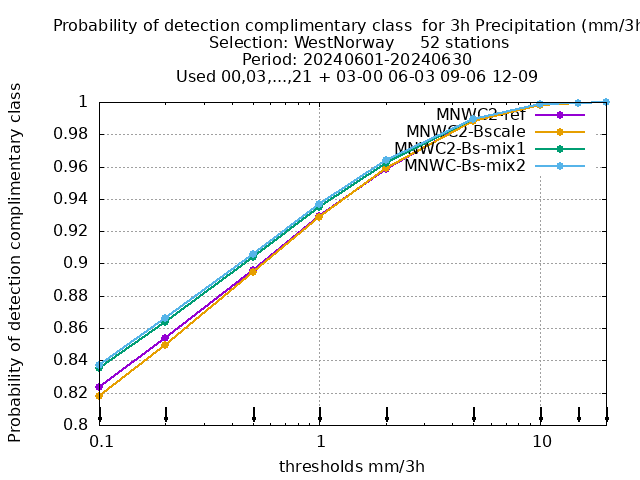 Probability of detection complimentary class  for 3h Precipitation (mm/3h
Selection: WestNorway     52 stations
Period: 20240601-20240630
Used 00,03,...,21 + 03-00 06-03 09-06 12-09
Probability of detection complimentary class
1
0.98
0.96
0.94
0.92
0.9
0.88
0.86
0.84
0.82
0.8
MNWC2-ref
MNWC2-Bscale
MNWC2-Bs-mix1
MNWC-Bs-mix2
0.1 1 10
thresholds mm/3h